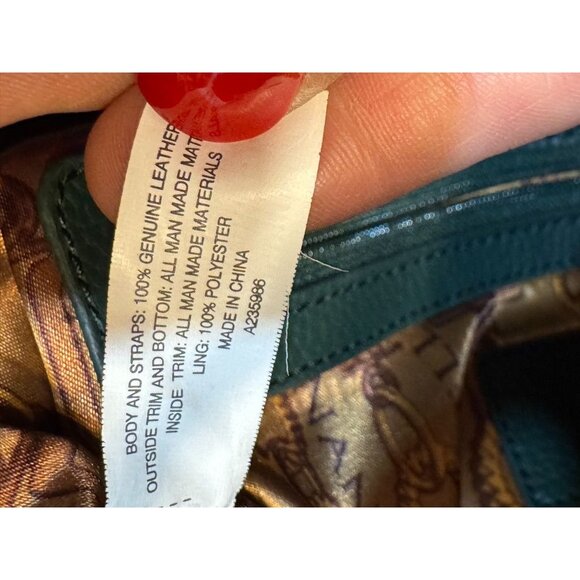 BODY AND STRAPS: 100% GENUINE LEATHER
OUTSIDE TRIM AND BOTTOM: ALL MAN MADE MAT
INSIDE TRIM: ALL MAN MADE MATERIALS
LING: 100% POLYESTER
MADE IN CHINA
A235986